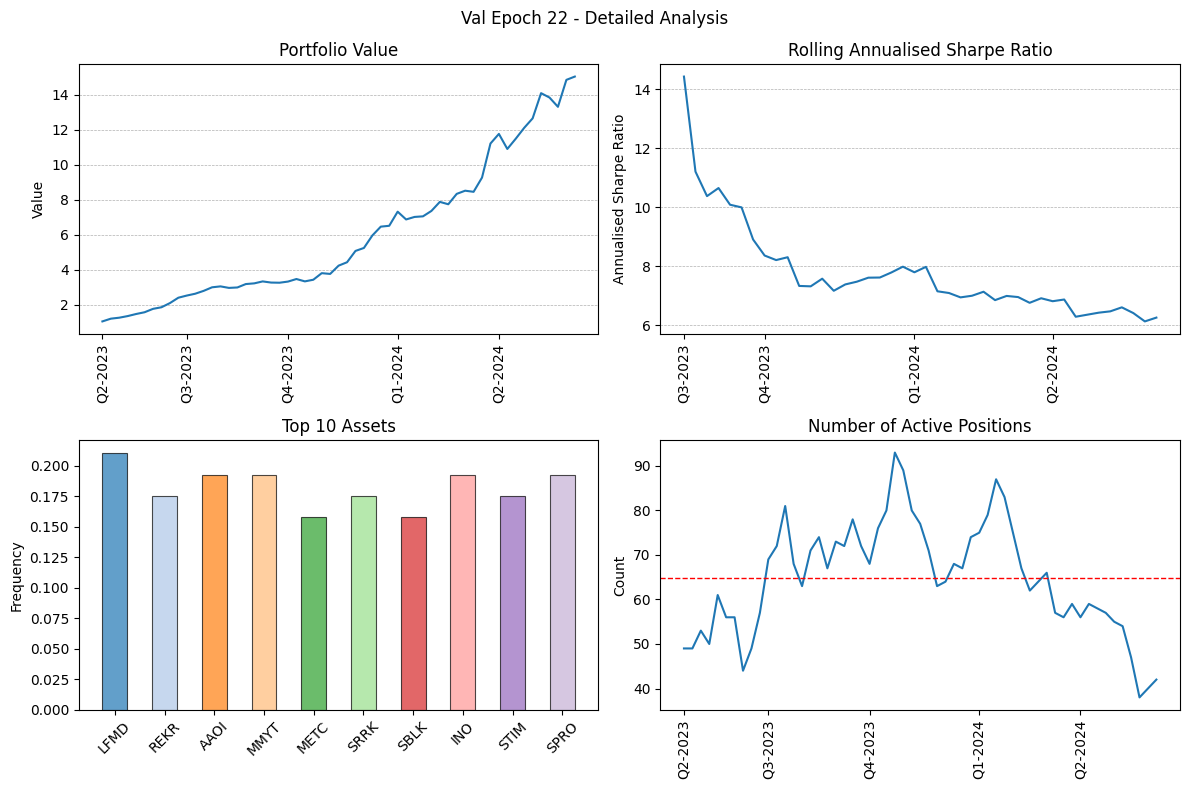 Val Epoch 22 - Detailed Analysis
Portfolio Value
Value
14
12
10
8
6
4
2
Q2-2023
Q3-2023
Q4-2023
Q1-2024
Q2-2024
Rolling Annualised Sharpe Ratio
Annualised Sharpe Ratio
14
12
10
8
6
Q3-2023
Q4-2023
Q1-2024
Q2-2024
Top 10 Assets
Frequency
0.200
0.175
0.150
0.125
0.100
0.075
0.050
0.025
0.000
LFMD
REKR
AAOI
MMYT
METC
SRRK
SBLK
INO
STIM
SPRO
Number of Active Positions
Count
90
80
70
60
50
40
Q2-2023
Q3-2023
Q4-2023
Q1-2024
Q2-2024